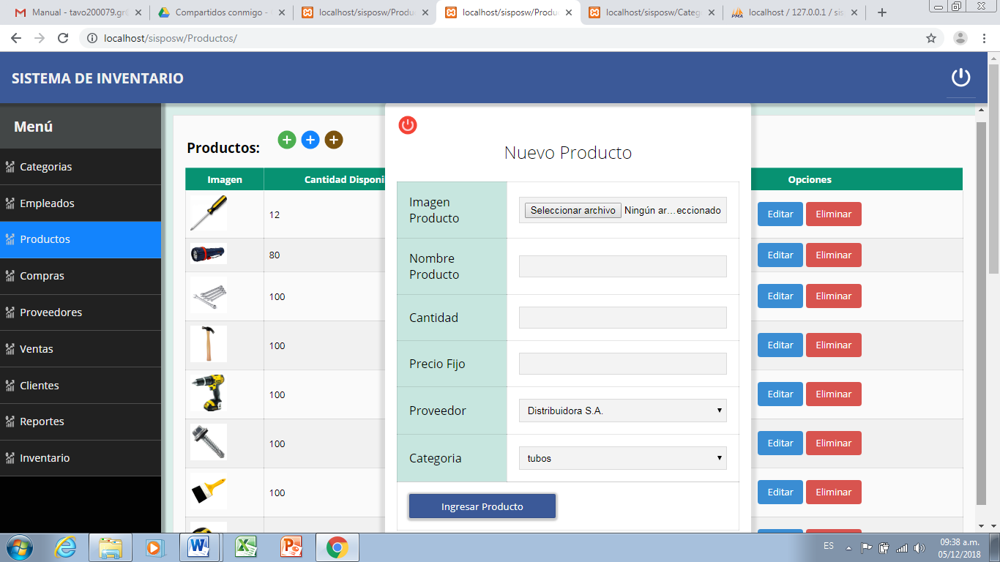 Manual - tavo200079.gr
Compartidos conmigo -
localhost/sisposw/Produ
localhost/sisposw/Produ
localhost/sisposw/Categ
localhost / 127.0.0.1 / sis
localhost/sisposw/Productos/
SISTEMA DE INVENTARIO
Menú
Categorias
Empleados
Productos
Compras
Proveedores
Ventas
Clientes
Reportes
Inventario
Productos:
Imagen
Cantidad Disponi
Opciones
12
80
100
100
100
100
100
Editar Eliminar
Editar Eliminar
Editar Eliminar
Editar Eliminar
Editar Eliminar
Editar Eliminar
Editar Eliminar
Nuevo Producto
Imagen
Producto
Seleccionar archivo Ningún ar…eccionado
Nombre
Producto
Cantidad
Precio Fijo
Proveedor
Distribuidora S.A.
Categoria
tubos
Ingresar Producto
ES
09:38 a.m.
05/12/2018